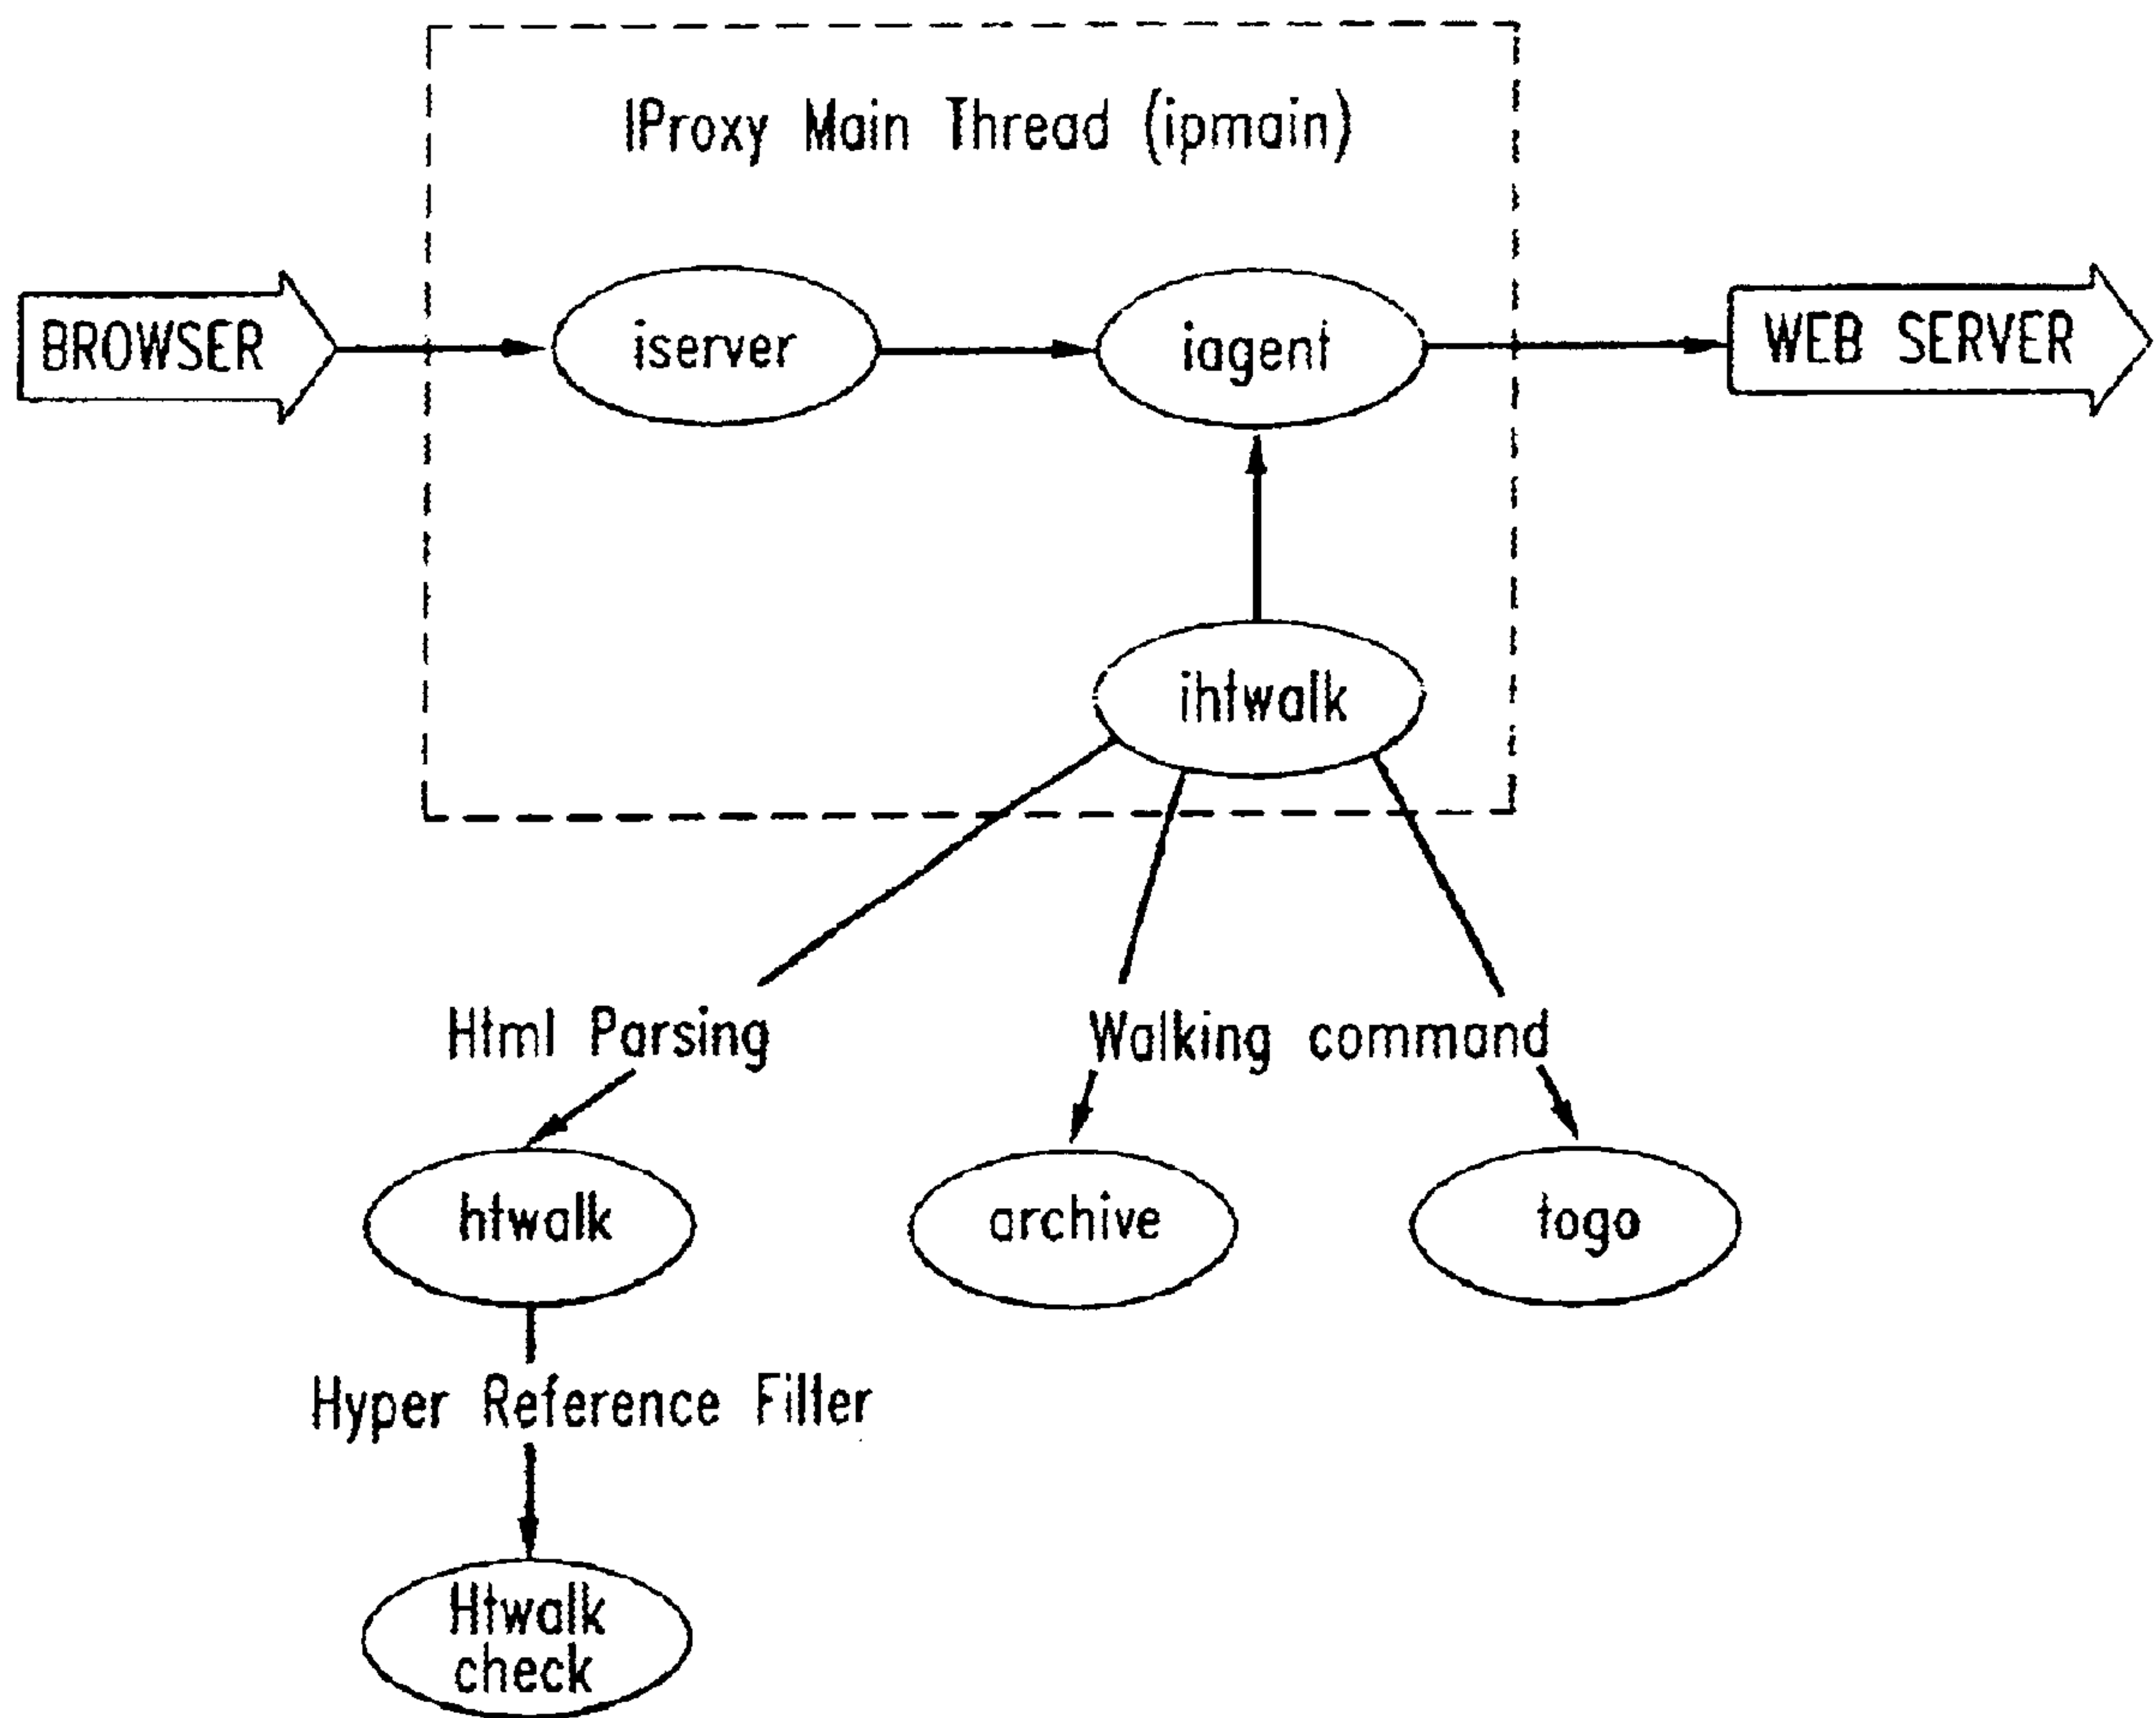 IProxy Main Thread (ipmain)
BROWSER
iserver
iagent
WEB SERVER
ihtwalk
Html Parsing
Walking command
htwalk
archive
togo
Hyper Reference Filter
Htwalk
check